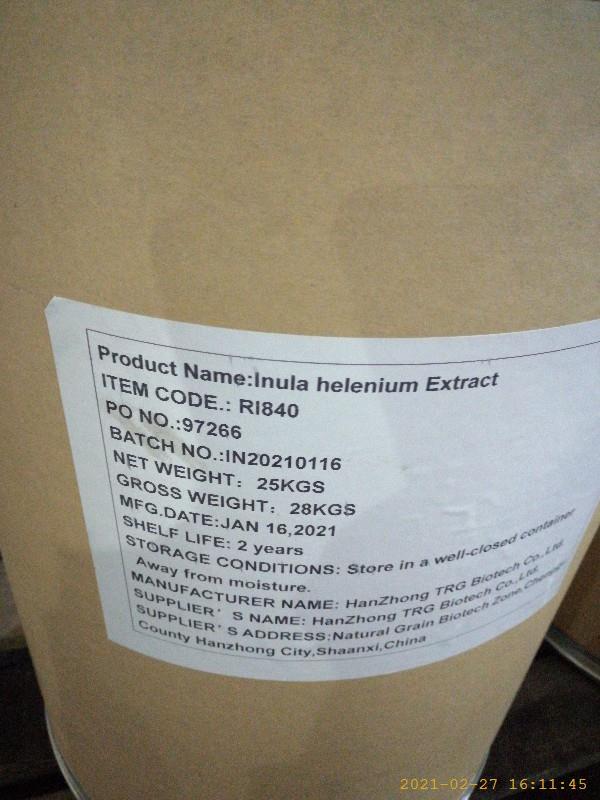 Product Name:Inula helenium Extract
ITEM CODE.: RI840
PO NO.:97266
BATCH NO.:IN20210116
NET WEIGHT: 25KGS
GROSS WEIGHT: 28KGS
MFG.DATE:JAN 16,2021
SHELF LIFE: 2 years
STORAGE CONDITIONS: Store in a well-closed container
Away from moisture.
MANUFACTURER NAME: HanZhong TRG Biotech Co.,Ltd.
SUPPLIER'S NAME: HanZhong TRG Biotech Co.,Ltd.
SUPPLIER'S ADDRESS:Natural Grain Biotech Zone,
County Hanzhong City,Shaanxi,China
2021-02-27 16:11:45